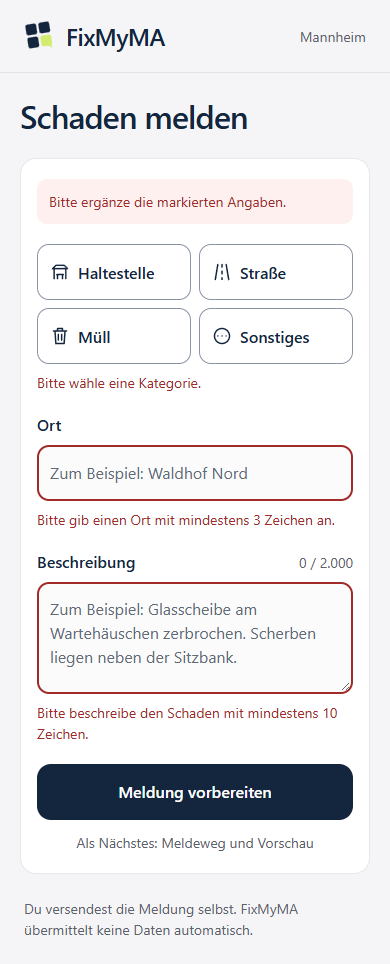 FixMyMA
Mannheim
Schaden melden
Bitte ergänze die markierten Angaben.
Haltestelle
Straße
Müll
Sonstiges
Bitte wähle eine Kategorie.
Ort
Zum Beispiel: Waldhof Nord
Bitte gib einen Ort mit mindestens 3 Zeichen an.
Beschreibung
0 / 2.000
Zum Beispiel: Glasscheibe am
Wartehäuschen zerbrochen. Scherben
liegen neben der Sitzbank.
Bitte beschreibe den Schaden mit mindestens 10
Zeichen.
Meldung vorbereiten
Als Nächstes: Meldeweg und Vorschau
Du versendest die Meldung selbst. FixMyMA
übermittelt keine Daten automatisch.